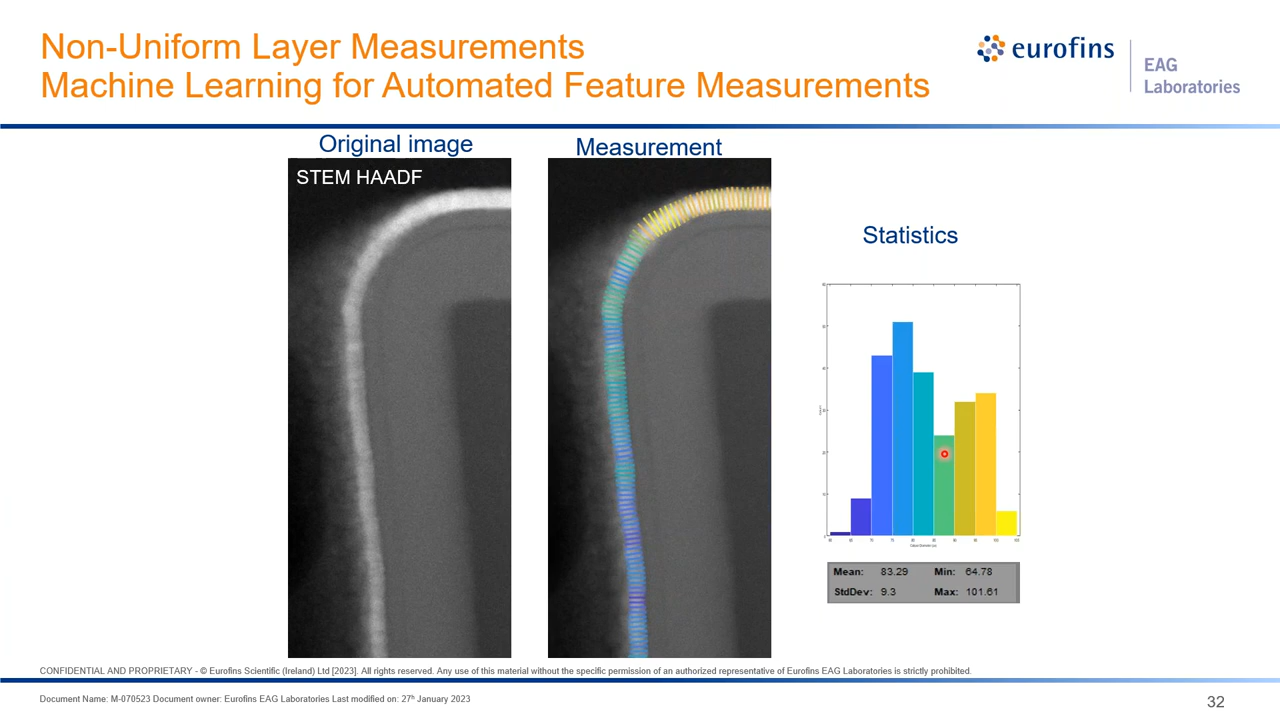 Non-Uniform Layer Measurements
Machine Learning for Automated Feature Measurements
eurofins
EAG
Laboratories
Original image
Measurement
STEM HAADF
Statistics
Mean: 83.29 Min: 64.78
StdDev: 9.3 Max: 101.61
CONFIDENTIAL AND PROPRIETARY - © Eurofins Scientific (Ireland) Ltd [2023]. All rights reserved. Any use of this material without the specific permission of an authorized representative of Eurofins EAG Laboratories is strictly prohibited.
Document Name: M-070523 Document owner: Eurofins EAG Laboratories Last modified on: 27th January 2023
32